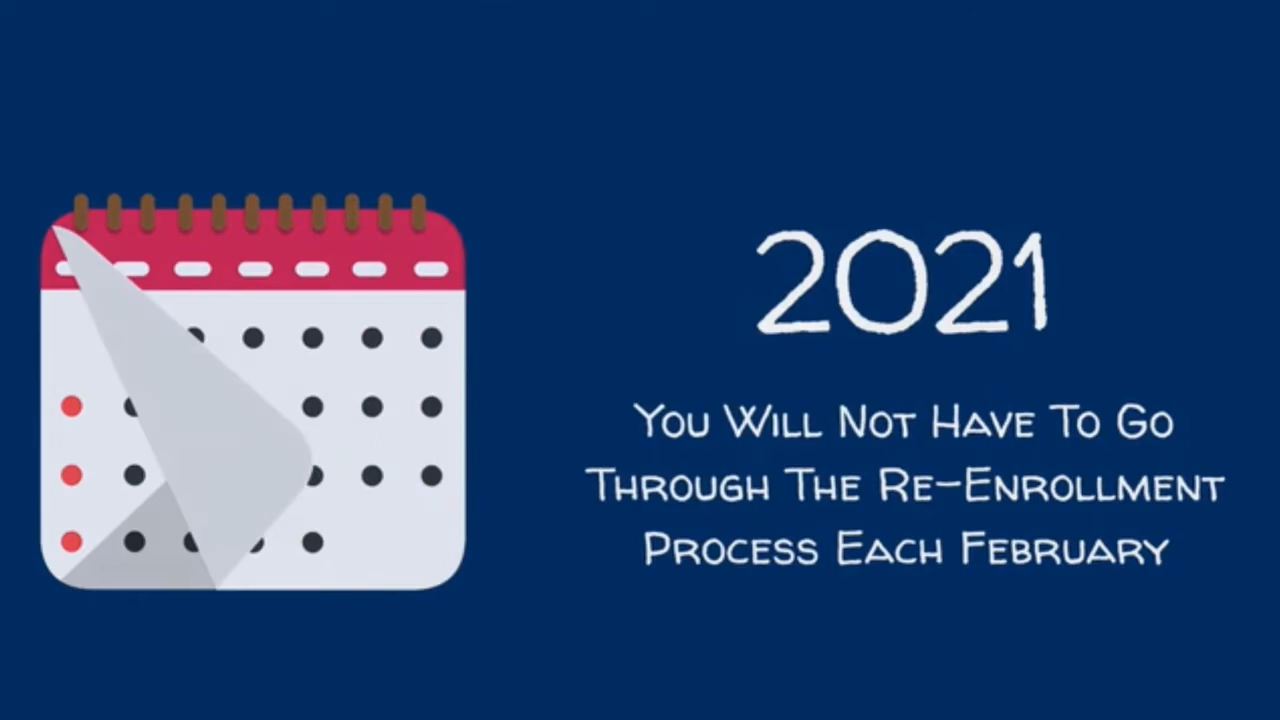 2021
You Will Not Have To Go
Through The Re-Enrollment
Process Each February